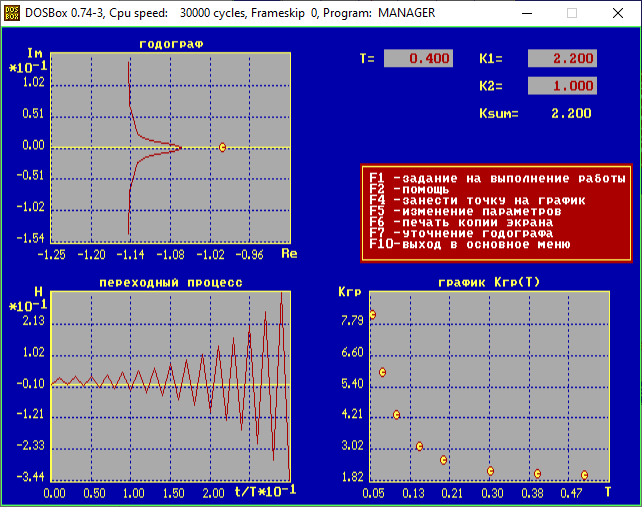 DOSBox 0.74-3, Cpu speed: 30000 cycles, Frameskip 0, Program: MANAGER
годограф
Im
*10⁻¹
1.02
0.51
0.00
-0.51
-1.02
-1.54
-1.25 -1.20 -1.14 -1.08 -1.02 -0.96 Re
T= 0.400 K1= 2.200
K2= 1.000
Ksum= 2.200
F1 -задание на выполнение работы
F2 -помощь
F4 -занести точку на график
F5 -изменение параметров
F6 -печать копии экрана
F7 -уточнение годографа
F10-выход в основное меню
переходный процесс
H
*10⁻¹
2.13
1.02
-0.10
-1.21
-2.33
-3.44
0.00 0.50 1.00 1.50 2.00 t/T*10⁻¹
график Кгр(Т)
Кгр
7.79
6.60
5.40
4.21
3.02
1.82
0.05 0.13 0.21 0.30 0.38 0.47 T